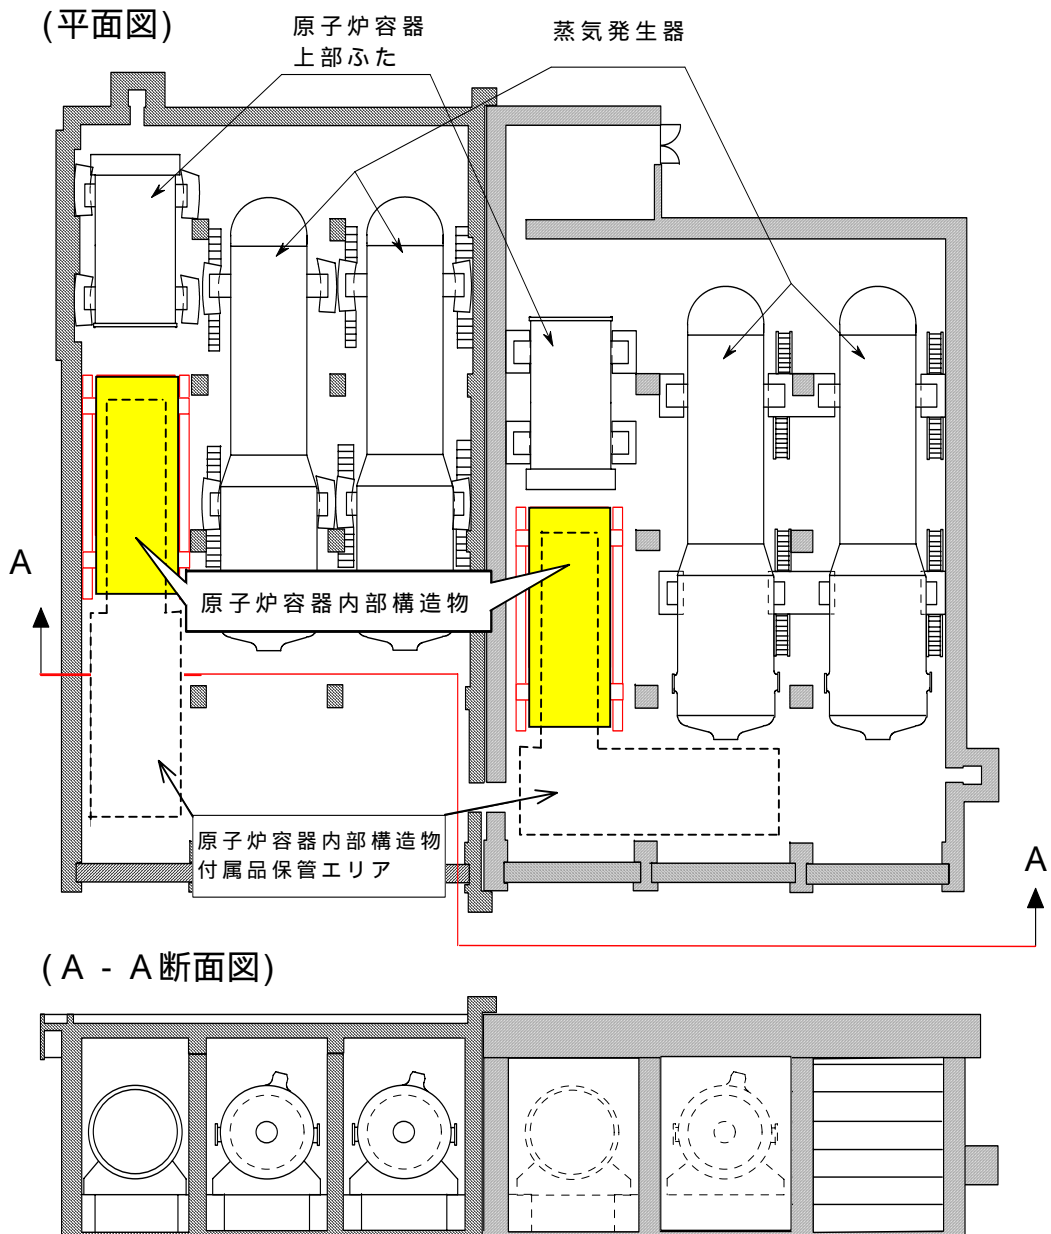 (平面図)
原子炉容器
上部ふた
蒸気発生器
A
原子炉容器内部構造物
原子炉容器内部構造物
付属品保管エリア
A
(A - A断面図)